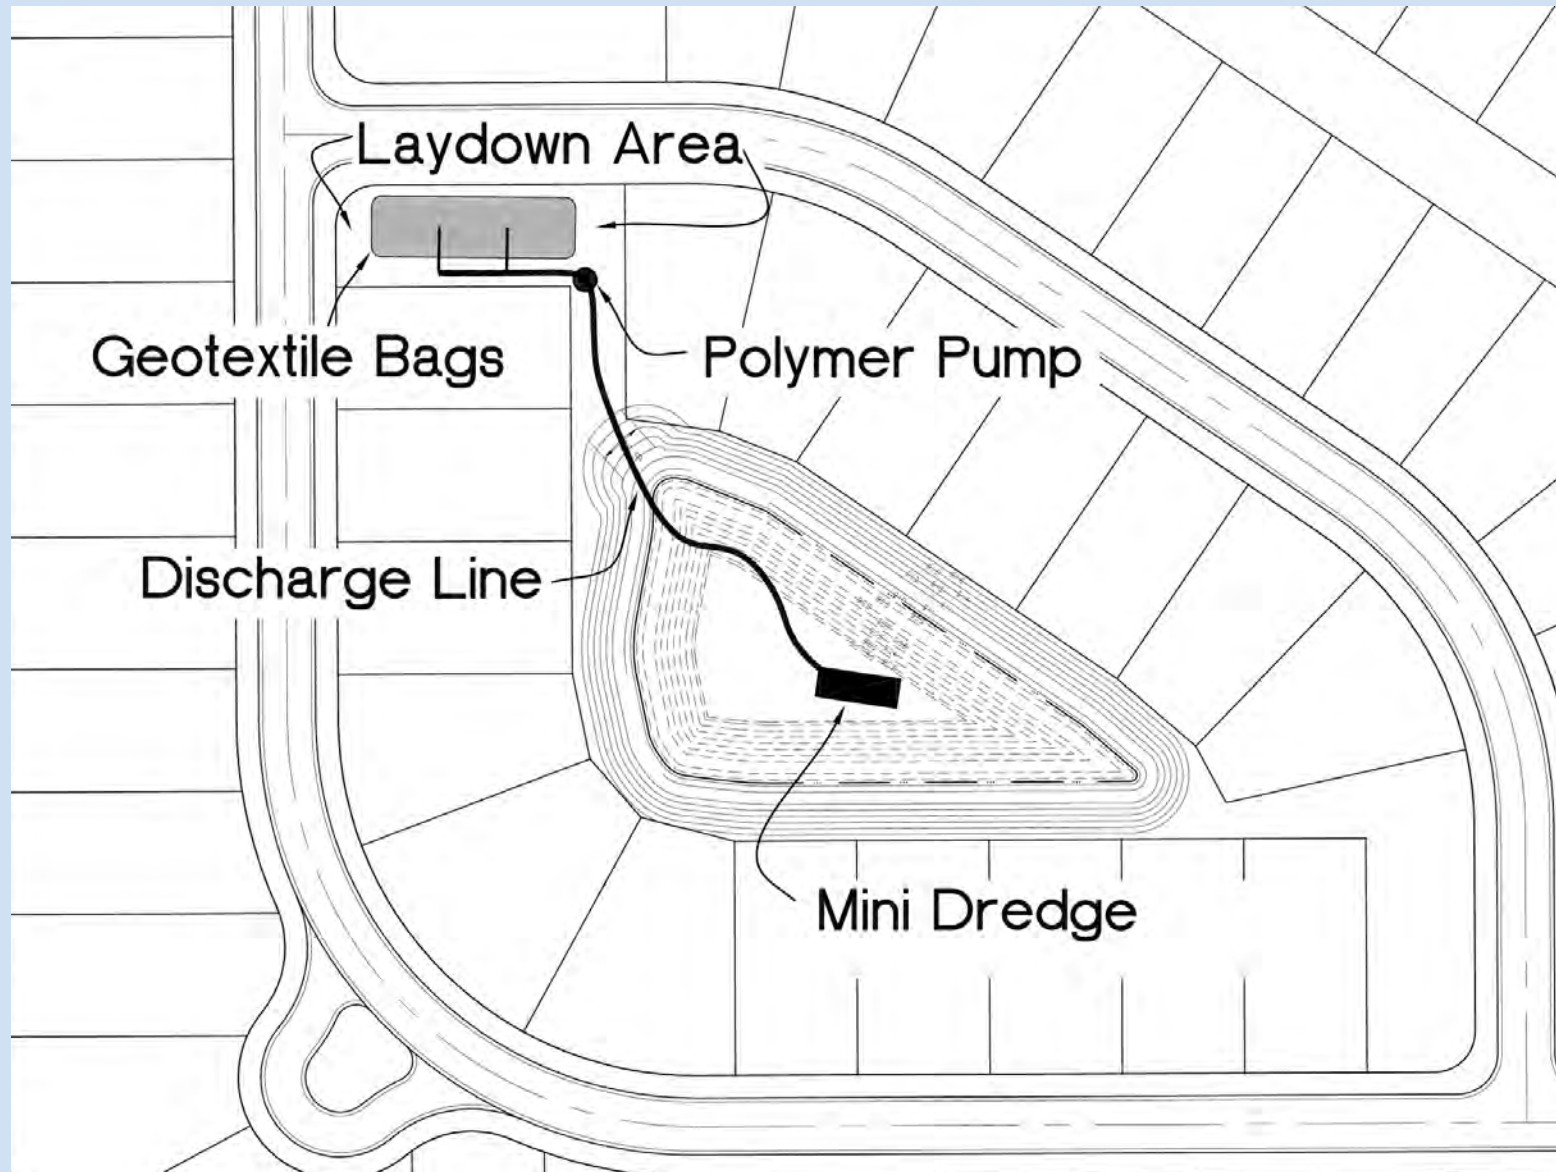 Laydown Area
Geotextile Bags
Polymer Pump
Discharge Line
Mini Dredge